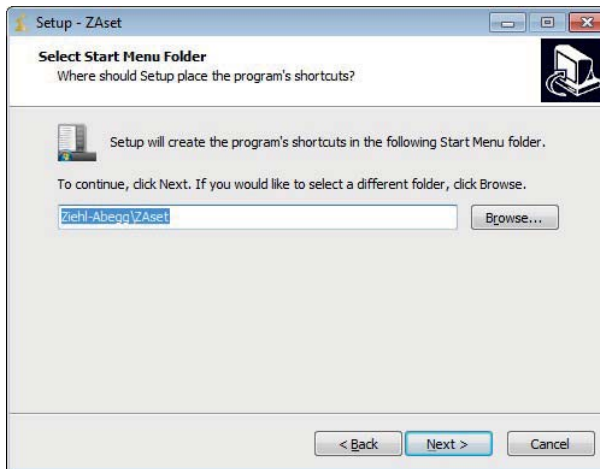 Setup - ZAset
Select Start Menu Folder
Where should Setup place the program's shortcuts?
Setup will create the program's shortcuts in the following Start Menu folder.
To continue, click Next. If you would like to select a different folder, click Browse.
Ziehl-Abegg\ZAset
Browse...
< Back
Next >
Cancel